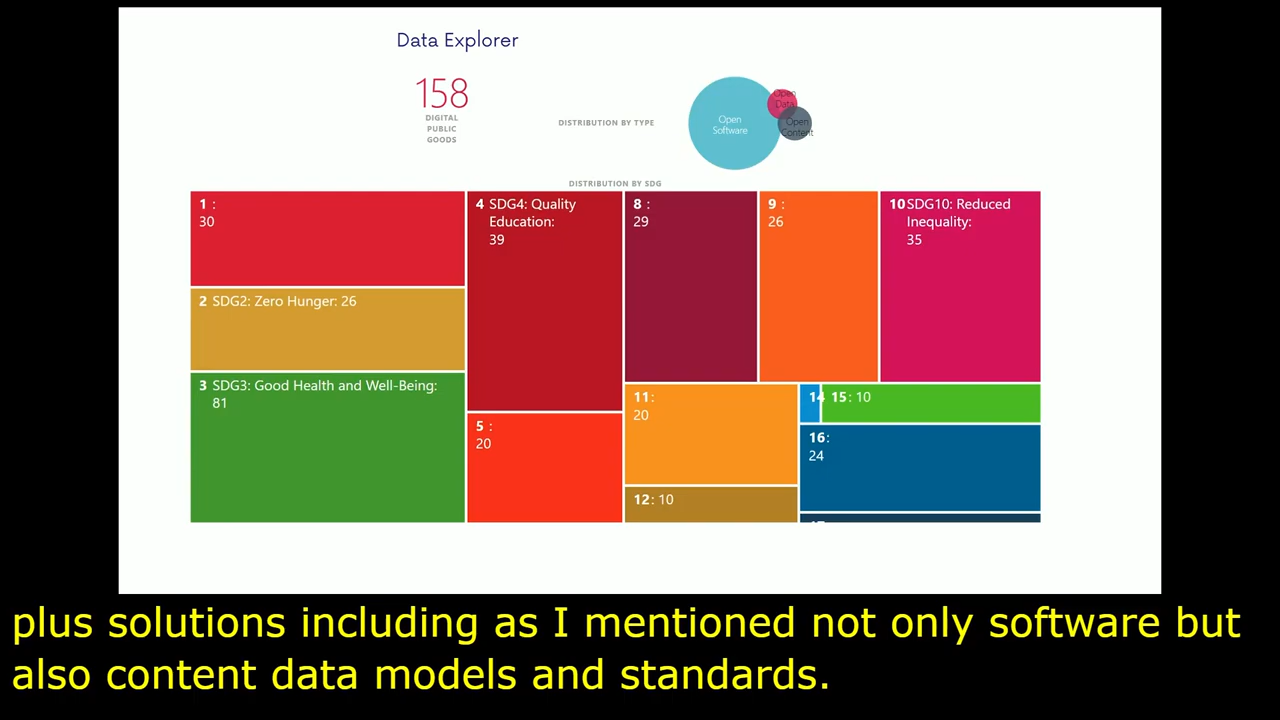 Data Explorer
158
DIGITAL
PUBLIC
GOODS
DISTRIBUTION BY TYPE
Open
Software
Open
Data
Open
Content
DISTRIBUTION BY SDG
1 :
30
2 SDG2: Zero Hunger: 26
3 SDG3: Good Health and Well-Being:
81
4 SDG4: Quality
Education:
39
5 :
20
8 :
29
9 :
26
10 SDG10: Reduced
Inequality:
35
11:
20
12: 10
14
15: 10
16:
24
plus solutions including as I mentioned not only software but
also content data models and standards.